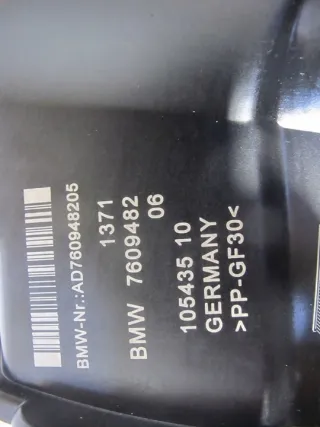 BMW-Nr.:AD760948205
1371
BMW 7609482
06
105435 10
GERMANY
>PP-GF30<